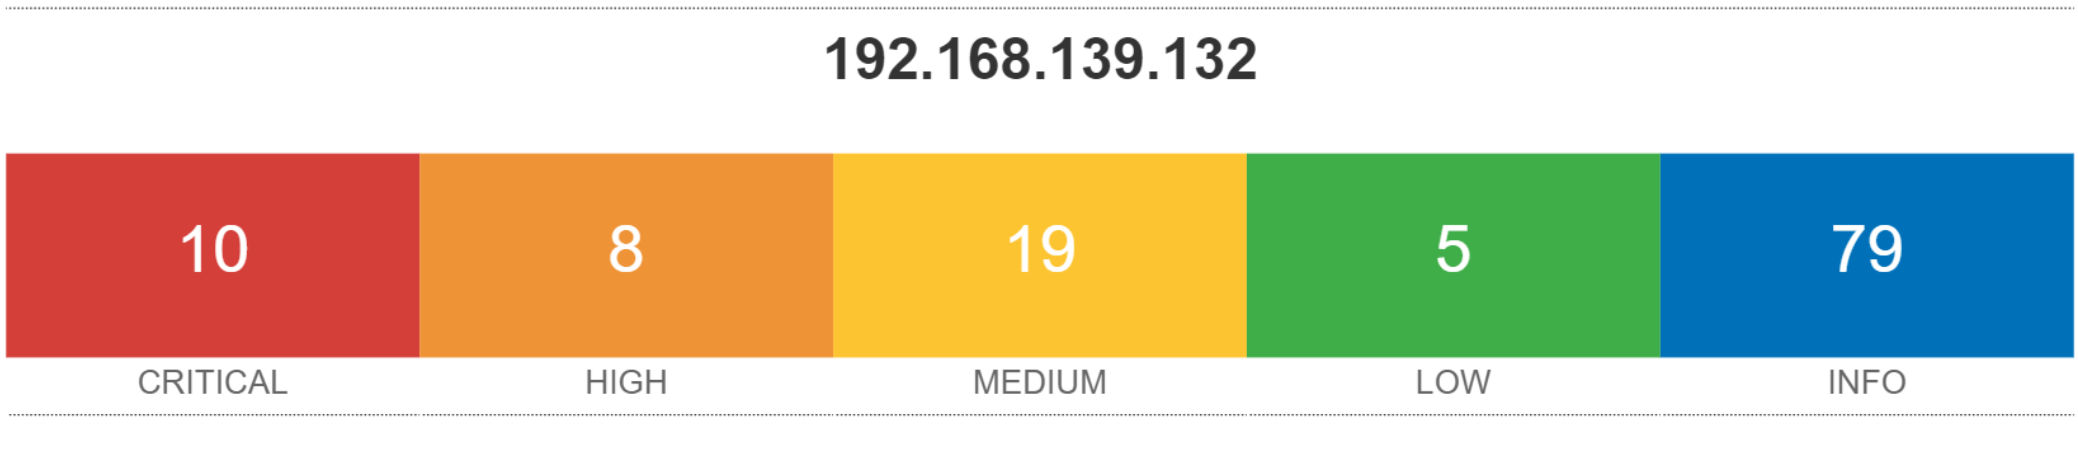 192.168.139.132
10 8 19 5 79
CRITICAL HIGH MEDIUM LOW INFO